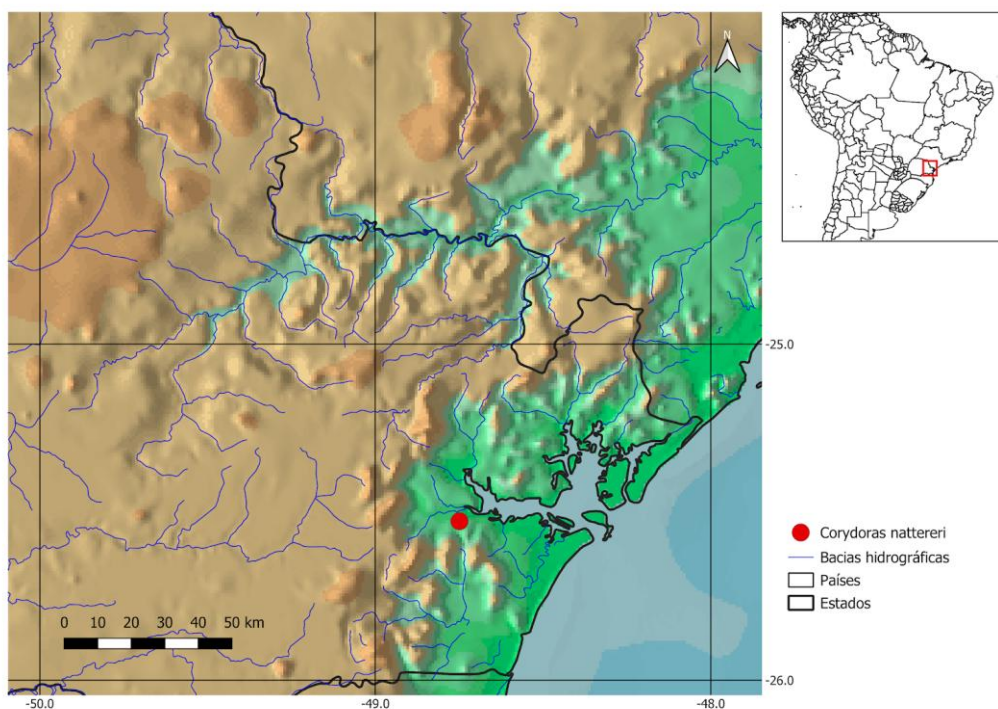 N
-25.0
Corydoras nattereri
Bacias hidrográficas
Países
Estados
0 10 20 30 40 50 km
-26.0
-50.0 -49.0 -48.0